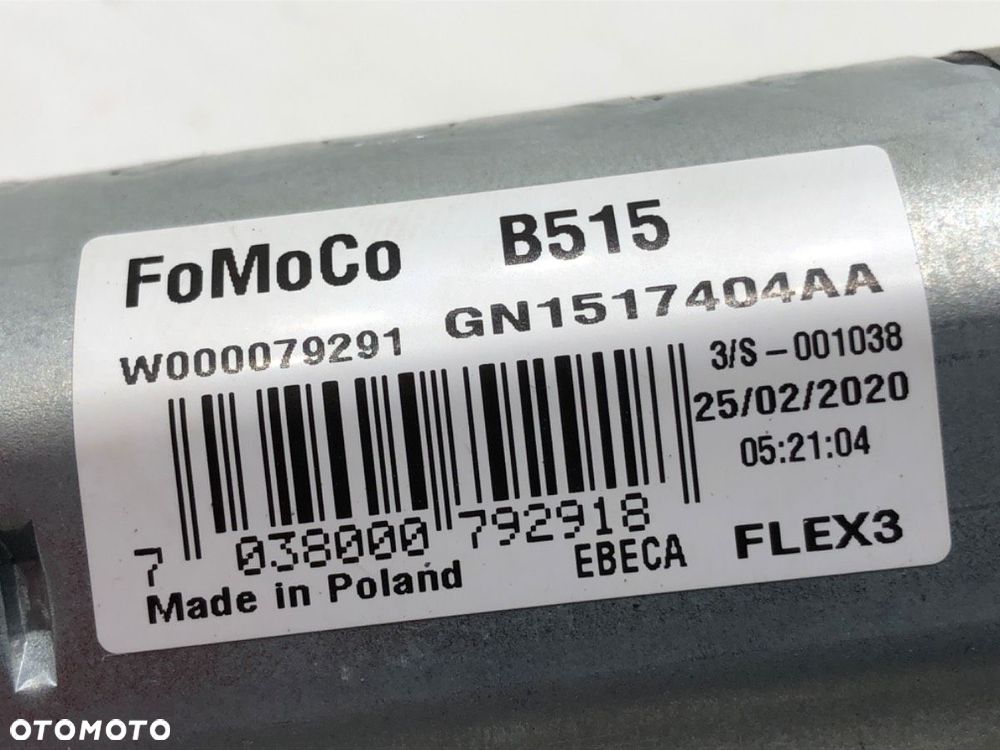 FoMoCo B515
W000079291 GN1517404AA
3/S-001038
25/02/2020
05:21:04
7 038000 792918
EBECA FLEX3
Made in Poland
OTOMOTO